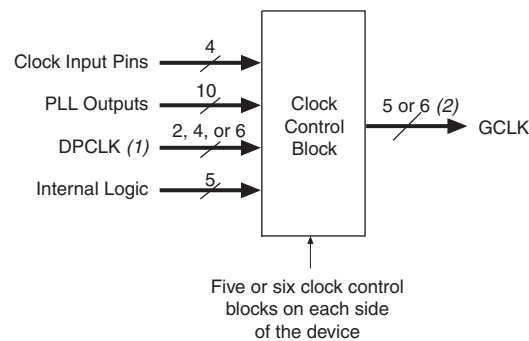 Clock Input Pins
4
PLL Outputs
10
DPCLK (1)
2, 4, or 6
Internal Logic
5
Clock
Control
Block
5 or 6 (2)
GCLK
Five or six clock control
blocks on each side
of the device